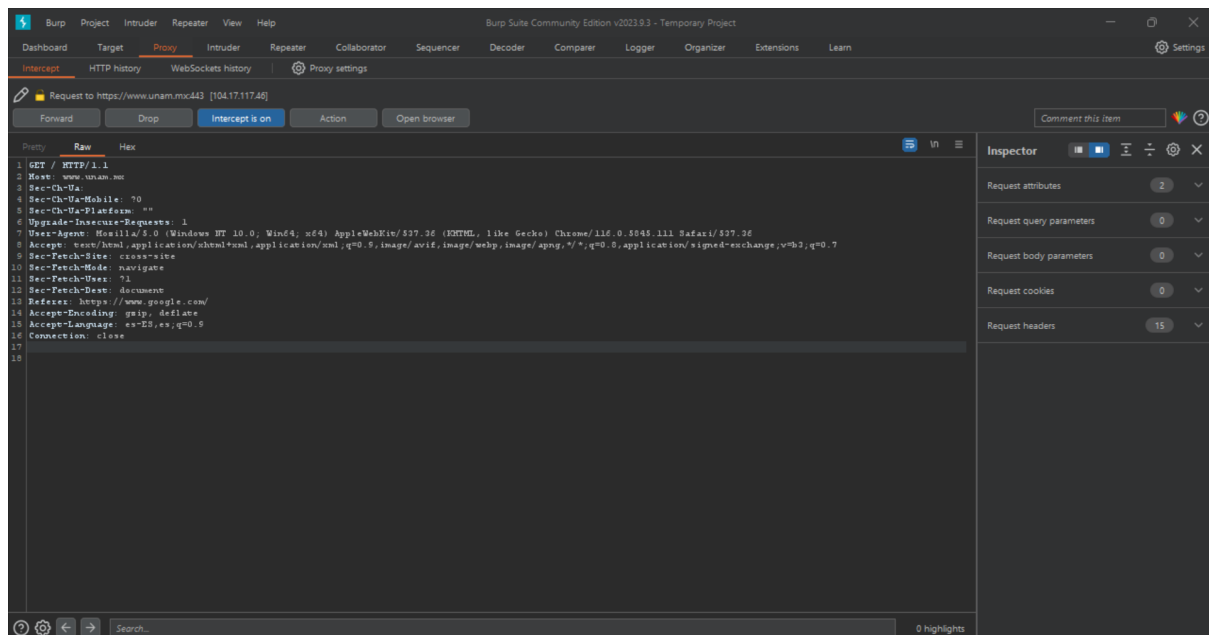 Burp Project Intruder Repeater View Help Burp Suite Community Edition v2023.9.3 - Temporary Project
Dashboard Target Proxy Intruder Repeater Collaborator Sequencer Decoder Comparer Logger Organizer Extensions Learn Settings
Intercept HTTP history WebSockets history Proxy settings
Request to https://www.unam.mx:443 [104.17.117.46]
Forward Drop Intercept is on Action Open browser Comment this item
Pretty Raw Hex \n
Inspector
1 GET / HTTP/1.1
2 Host: www.unam.mx
3 Sec-Ch-Ua:
4 Sec-Ch-Ua-Mobile: ?0
5 Sec-Ch-Ua-Platform: ""
6 Upgrade-Insecure-Requests: 1
7 User-Agent: Mozilla/5.0 (Windows NT 10.0; Win64; x64) AppleWebKit/537.36 (KHTML, like Gecko) Chrome/116.0.5845.111 Safari/537.36
8 Accept: text/html,application/xhtml+xml,application/xml;q=0.9,image/avif,image/webp,image/apng,*/*;q=0.8,application/signed-exchange;v=b3;q=0.7
9 Sec-Fetch-Site: cross-site
10 Sec-Fetch-Mode: navigate
11 Sec-Fetch-User: ?1
12 Sec-Fetch-Dest: document
13 Referer: https://www.google.com/
14 Accept-Encoding: gzip, deflate
15 Accept-Language: es-ES,es;q=0.9
16 Connection: close
17
18
Request attributes 2
Request query parameters 0
Request body parameters 0
Request cookies 0
Request headers 15
Search... 0 highlights